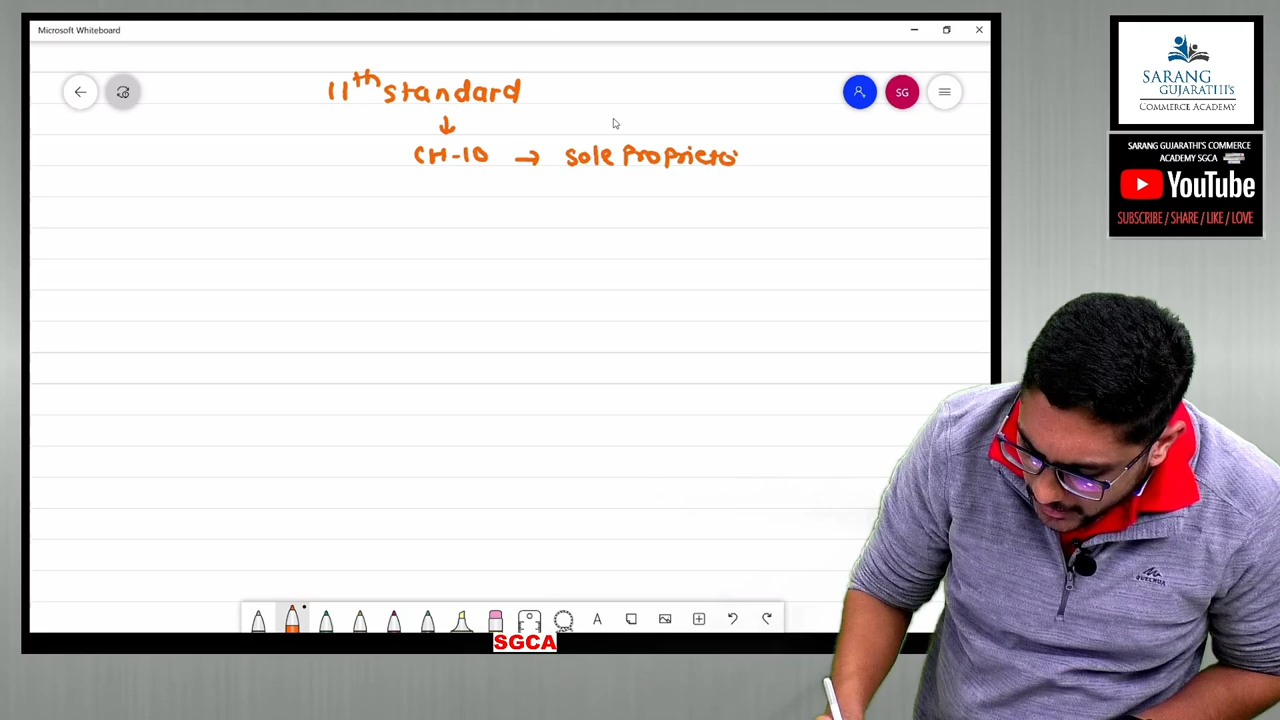 Microsoft Whiteboard
11th standard
↓
CH-10 → Sole Proprieto
SG
SARANG
GUJARATHI'S
COMMERCE ACADEMY
SARANG GUJARATHI'S COMMERCE
ACADEMY SGCA
YouTube
SUBSCRIBE / SHARE / LIKE / LOVE
QUECHUA
A
SGCA